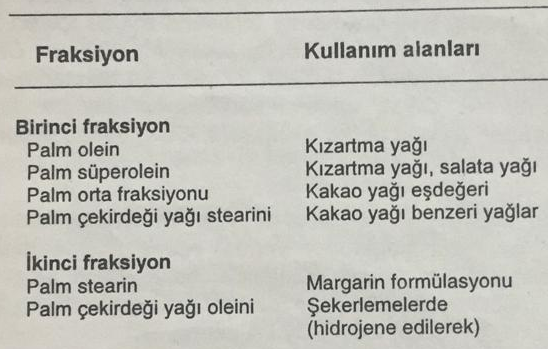 Fraksiyon Kullanım alanları
Birinci fraksiyon
Palm olein Kızartma yağı
Palm süperolein Kızartma yağı, salata yağı
Palm orta fraksiyonu Kakao yağı eşdeğeri
Palm çekirdeği yağı stearini Kakao yağı benzeri yağlar
İkinci fraksiyon
Palm stearin Margarin formülasyonu
Palm çekirdeği yağı oleini Şekerlemelerde
(hidrojene edilerek)